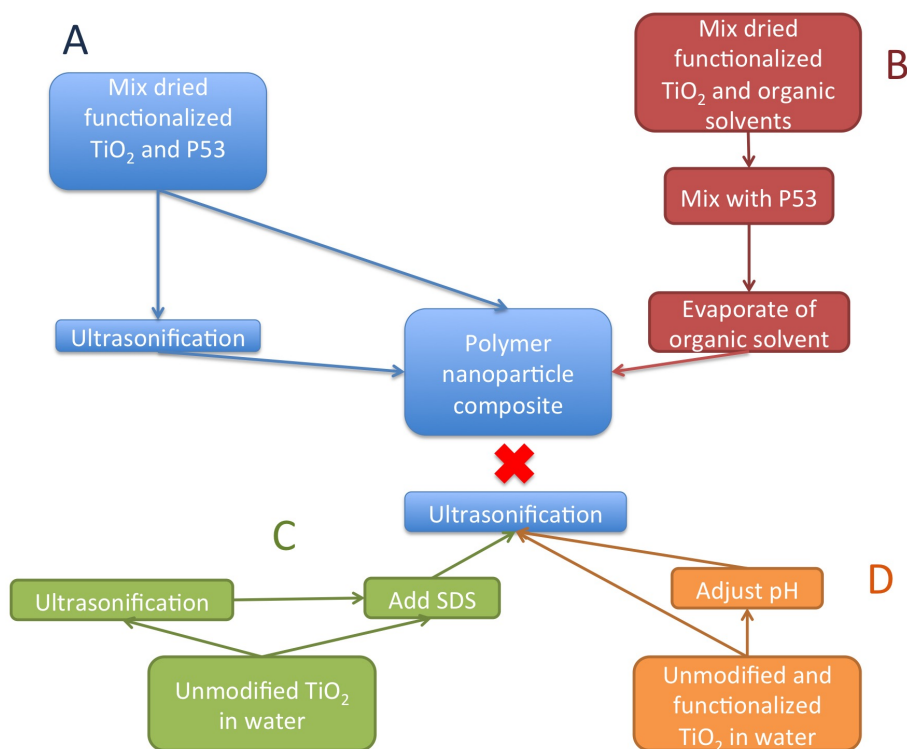 A
Mix dried
functionalized
TiO₂ and P53
Ultrasonification
Mix dried
functionalized
TiO₂ and organic
solvents
B
Mix with P53
Evaporate of
organic solvent
Polymer
nanoparticle
composite
Ultrasonification
C
Ultrasonification
Add SDS
Unmodified TiO₂
in water
Adjust pH
D
Unmodified and
functionalized
TiO₂ in water